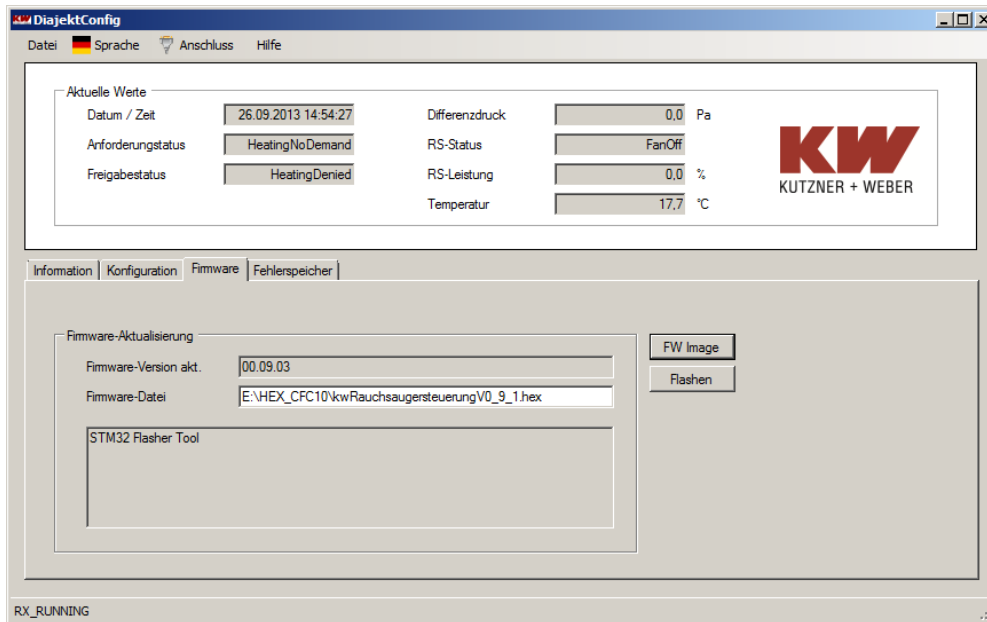 KW DiajektConfig
Datei Sprache Anschluss Hilfe
Aktuelle Werte
Datum / Zeit 26.09.2013 14:54:27 Differenzdruck 0,0 Pa
Anforderungstatus HeatingNoDemand RS-Status FanOff
Freigabestatus HeatingDenied RS-Leistung 0,0 %
Temperatur 17,7 °C
KW
KUTZNER + WEBER
Information Konfiguration Firmware Fehlerspeicher
Firmware-Aktualisierung
Firmware-Version akt. 00.09.03
FW Image
Firmware-Datei E:\HEX_CFC10\kwRauchsaugersteuerungV0_9_1.hex
Flashen
STM32 Flasher Tool
RX_RUNNING